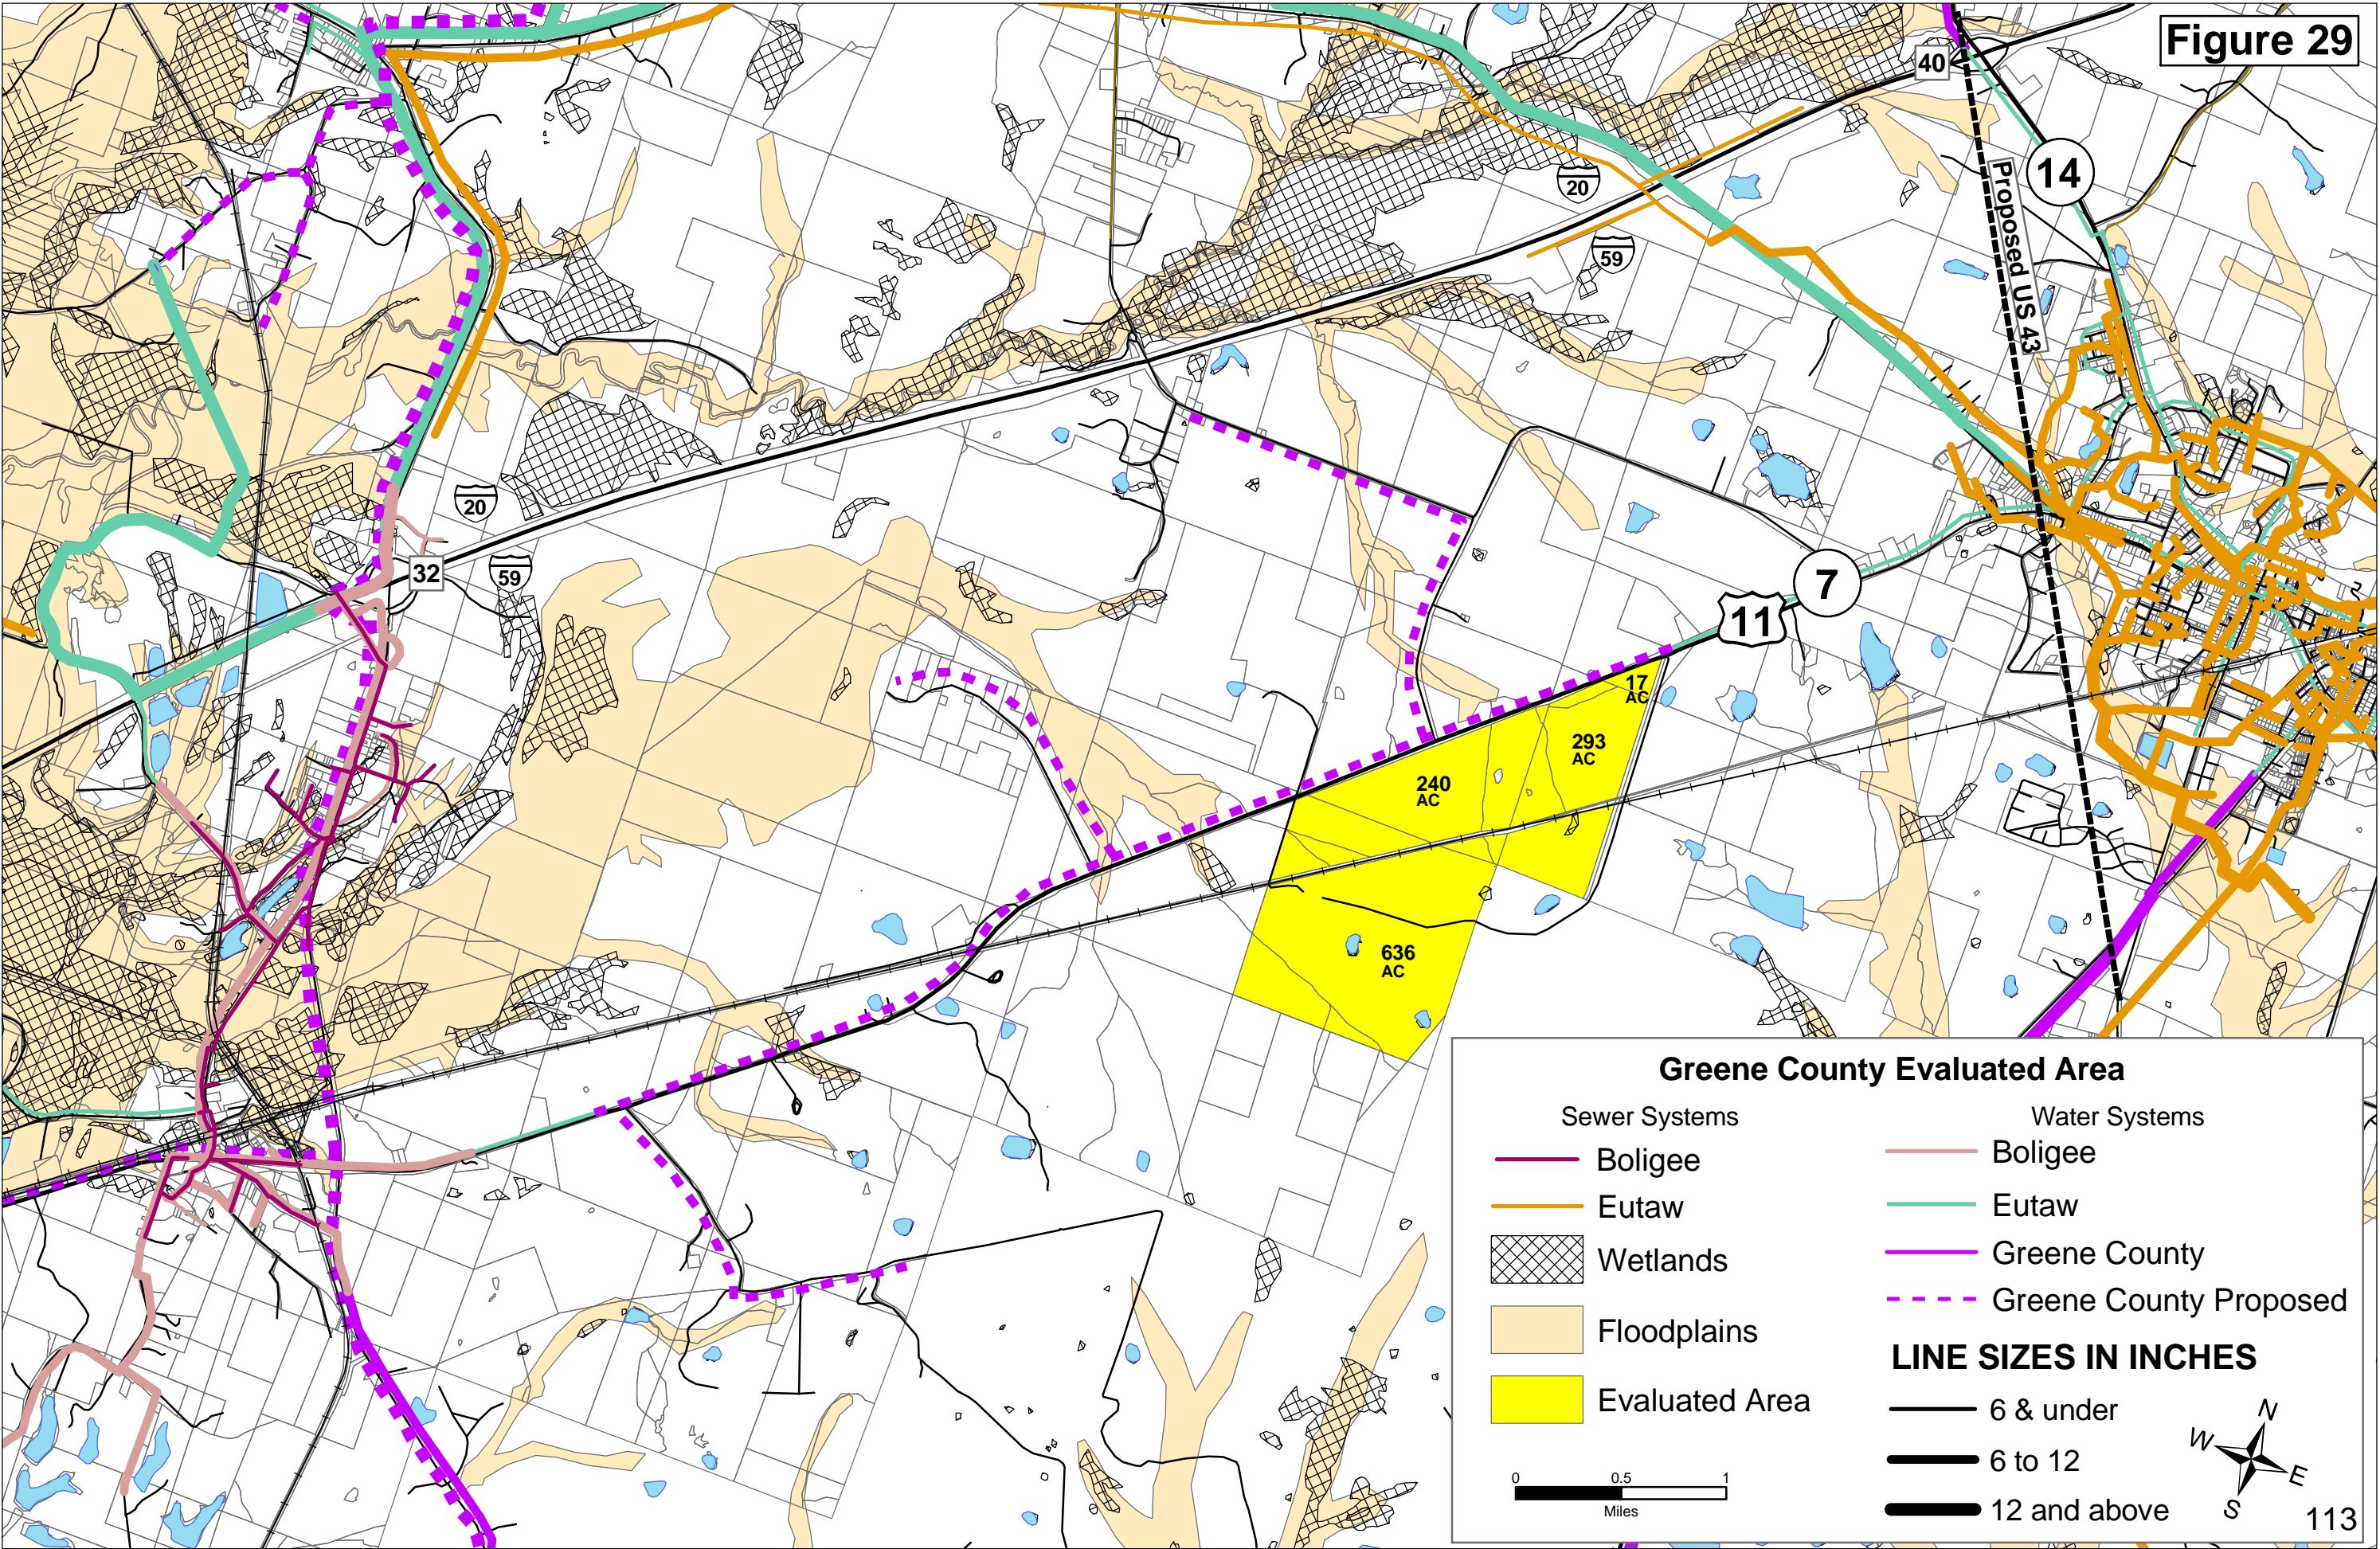 Figure 29
40
14
Proposed US 43
20
59
20
59
32
7
11
17
AC
293
AC
240
AC
636
AC
Greene County Evaluated Area
Sewer Systems
Boligee
Eutaw
Wetlands
Floodplains
Evaluated Area
0 0.5 1
Miles
Water Systems
Boligee
Eutaw
Greene County
Greene County Proposed
LINE SIZES IN INCHES
6 & under
6 to 12
12 and above
N
W
E
S
113